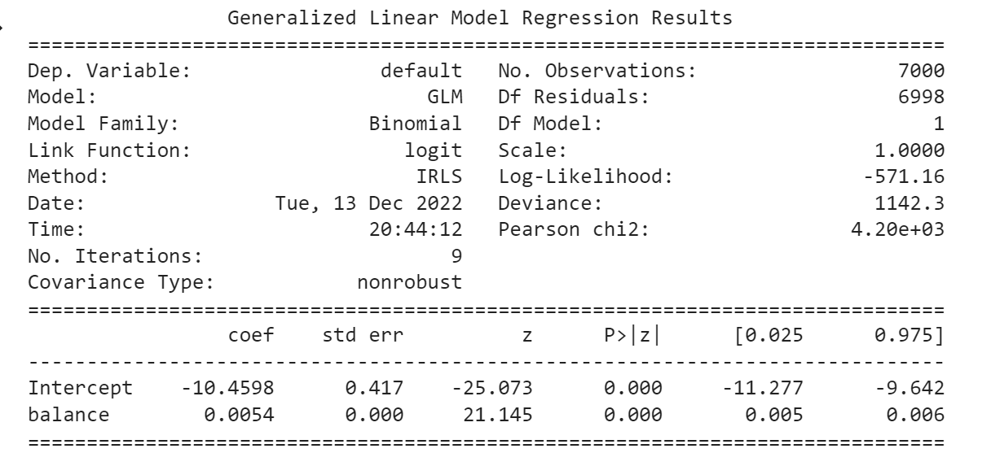 Generalized Linear Model Regression Results
==============================================================================
Dep. Variable:                default   No. Observations:                 7000
Model:                            GLM   Df Residuals:                     6998
Model Family:                Binomial   Df Model:                            1
Link Function:                  logit   Scale:                          1.0000
Method:                          IRLS   Log-Likelihood:                -571.16
Date:                Tue, 13 Dec 2022   Deviance:                       1142.3
Time:                        20:44:12   Pearson chi2:                 4.20e+03
No. Iterations:                     9
Covariance Type:            nonrobust
==============================================================================
                 coef    std err          z      P>|z|      [0.025      0.975]
------------------------------------------------------------------------------
Intercept    -10.4598      0.417    -25.073      0.000     -11.277      -9.642
balance        0.0054      0.000     21.145      0.000       0.005       0.006
==============================================================================